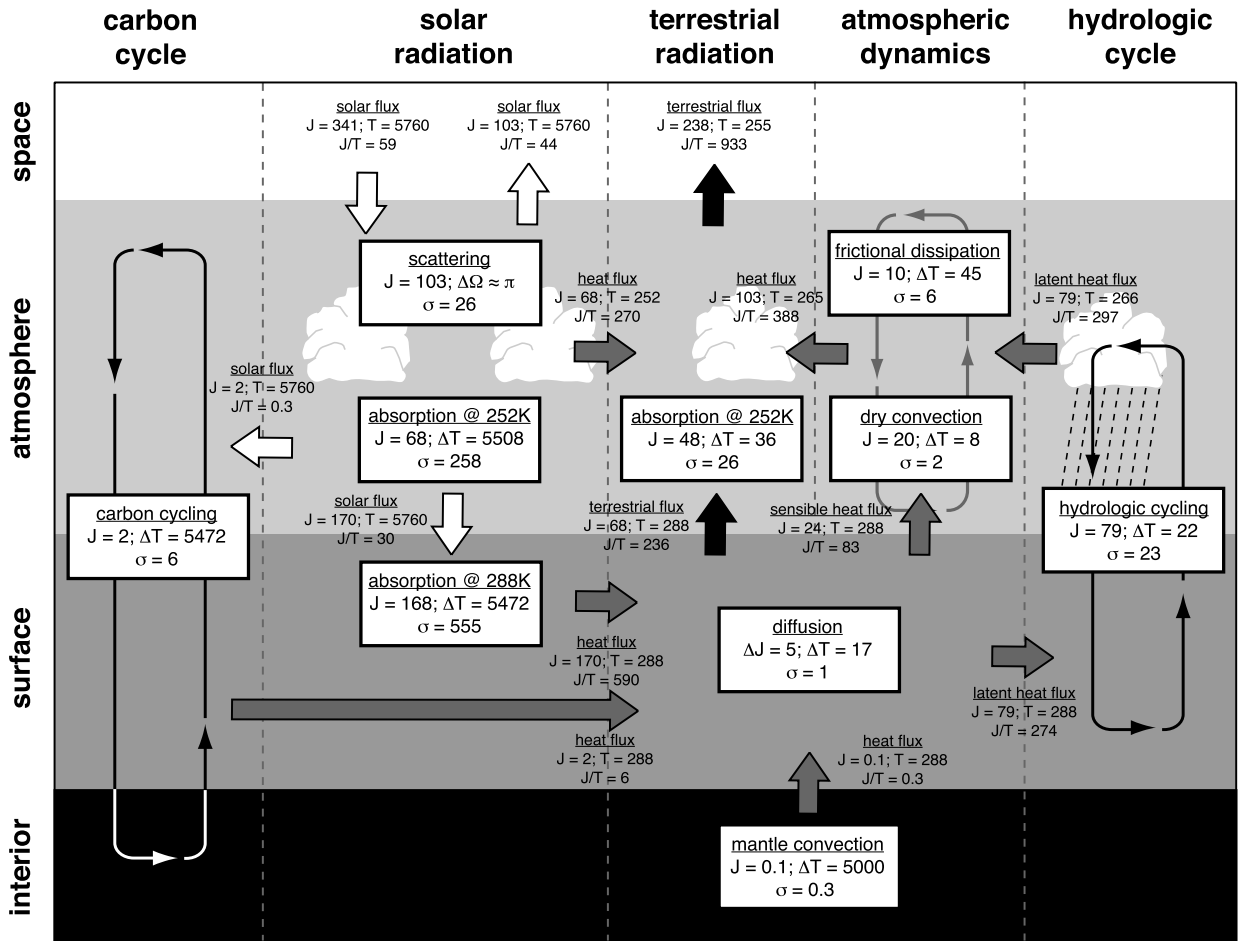 carbon
cycle
solar
radiation
terrestrial
radiation
atmospheric
dynamics
hydrologic
cycle
space
atmosphere
surface
interior
solar flux
J = 341; T = 5760
J/T = 59
solar flux
J = 103; T = 5760
J/T = 44
terrestrial flux
J = 238; T = 255
J/T = 933
scattering
J = 103; ΔΩ ≈ π
σ = 26
heat flux
J = 68; T = 252
J/T = 270
heat flux
J = 103; T = 265
J/T = 388
frictional dissipation
J = 10; ΔT = 45
σ = 6
latent heat flux
J = 79; T = 266
J/T = 297
solar flux
J = 2; T = 5760
J/T = 0.3
absorption @ 252K
J = 68; ΔT = 5508
σ = 258
absorption @ 252K
J = 48; ΔT = 36
σ = 26
dry convection
J = 20; ΔT = 8
σ = 2
carbon cycling
J = 2; ΔT = 5472
σ = 6
solar flux
J = 170; T = 5760
J/T = 30
terrestrial flux
J = 68; T = 288
J/T = 236
sensible heat flux
J = 24; T = 288
J/T = 83
hydrologic cycling
J = 79; ΔT = 22
σ = 23
absorption @ 288K
J = 168; ΔT = 5472
σ = 555
heat flux
J = 170; T = 288
J/T = 590
diffusion
ΔJ = 5; ΔT = 17
σ = 1
latent heat flux
J = 79; T = 288
J/T = 274
heat flux
J = 2; T = 288
J/T = 6
heat flux
J = 0.1; T = 288
J/T = 0.3
mantle convection
J = 0.1; ΔT = 5000
σ = 0.3